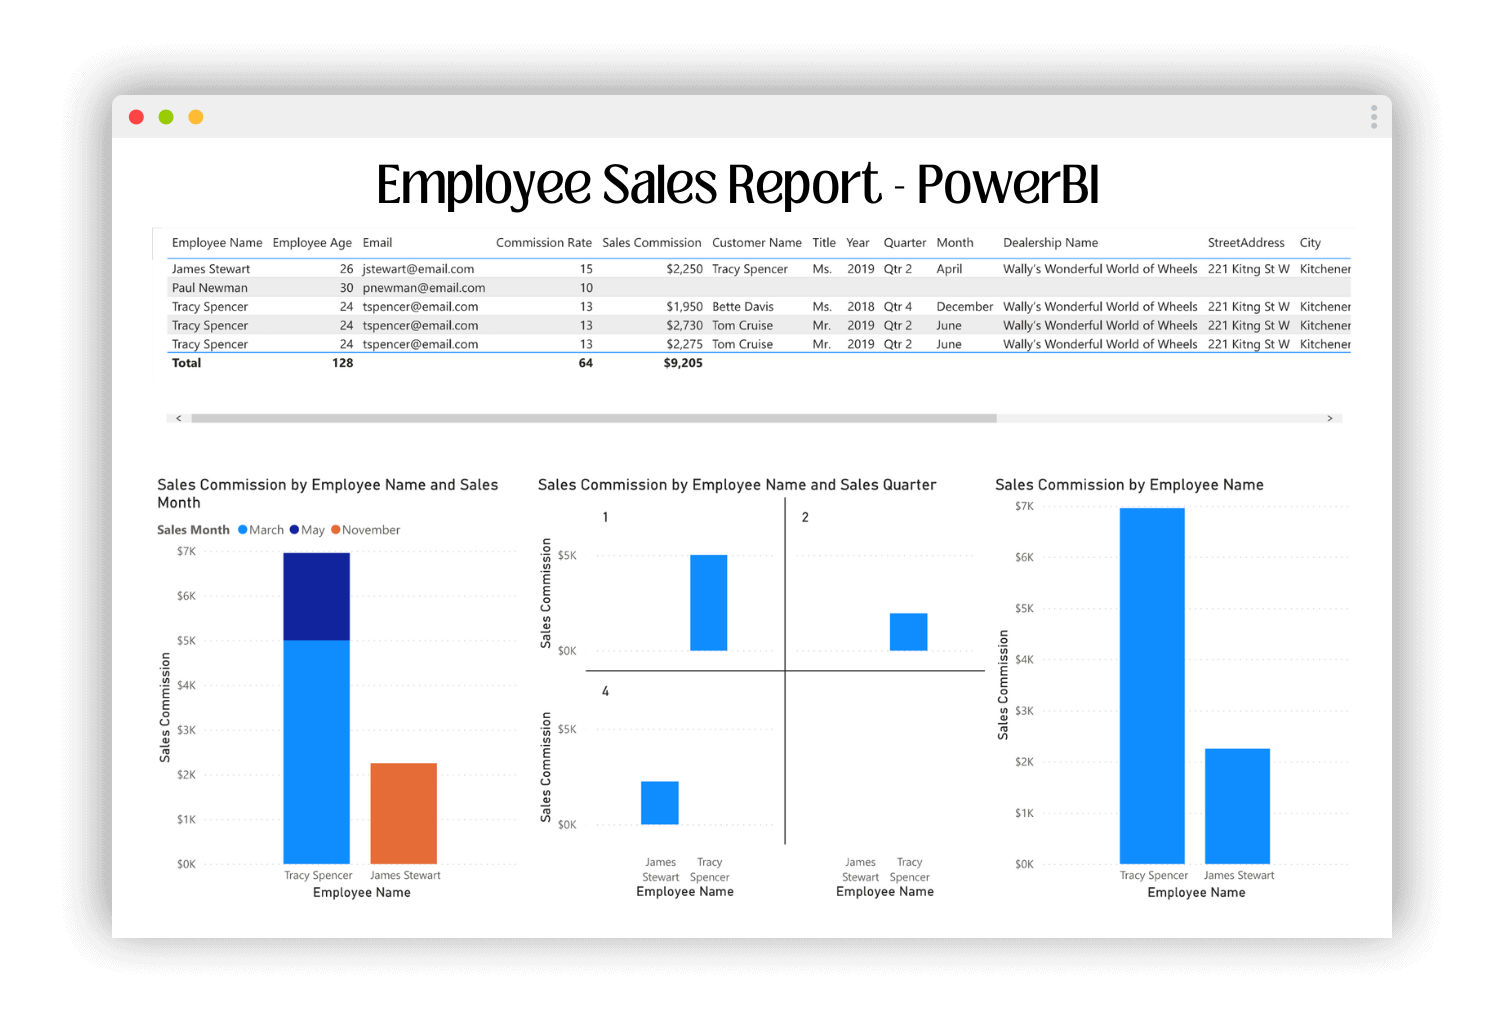 Employee Sales Report - PowerBI
Employee Name Employee Age Email Commission Rate Sales Commission Customer Name Title Year Quarter Month Dealership Name StreetAddress City
James Stewart 26 jstewart@email.com 15 $2,250 Tracy Spencer Ms. 2019 Qtr 2 April Wally's Wonderful World of Wheels 221 Kitng St W Kitchener
Paul Newman 30 pnewman@email.com 10
Tracy Spencer 24 tspencer@email.com 13 $1,950 Bette Davis Ms. 2018 Qtr 4 December Wally's Wonderful World of Wheels 221 Kitng St W Kitchener
Tracy Spencer 24 tspencer@email.com 13 $2,730 Tom Cruise Mr. 2019 Qtr 2 June Wally's Wonderful World of Wheels 221 Kitng St W Kitchener
Tracy Spencer 24 tspencer@email.com 13 $2,275 Tom Cruise Mr. 2019 Qtr 2 June Wally's Wonderful World of Wheels 221 Kitng St W Kitchener
Total 128 64 $9,205
Sales Commission by Employee Name and Sales
Month
Sales Month March May November
$7K
$6K
$5K
$4K
$3K
$2K
$1K
$0K
Sales Commission
Tracy Spencer James Stewart
Employee Name
Sales Commission by Employee Name and Sales Quarter
1
2
$5K
$0K
Sales Commission
4
$5K
$0K
Sales Commission
James Tracy James Tracy
Stewart Spencer Stewart Spencer
Employee Name Employee Name
Sales Commission by Employee Name
$7K
$6K
$5K
$4K
$3K
$2K
$1K
$0K
Sales Commission
Tracy Spencer James Stewart
Employee Name